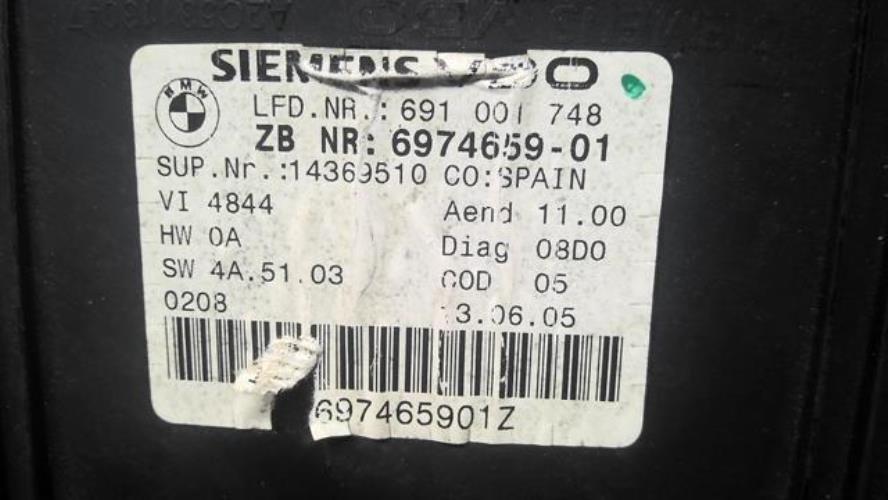 SIEMENS VDO
BMW
LFD.NR.: 691 001 748
ZB NR: 6974659-01
SUP.Nr.:14369510 CO:SPAIN
VI 4844 Aend 11.00
HW 0A Diag 08D0
SW 4A.51.03 COD 05
0208 3.06.05
697465901Z